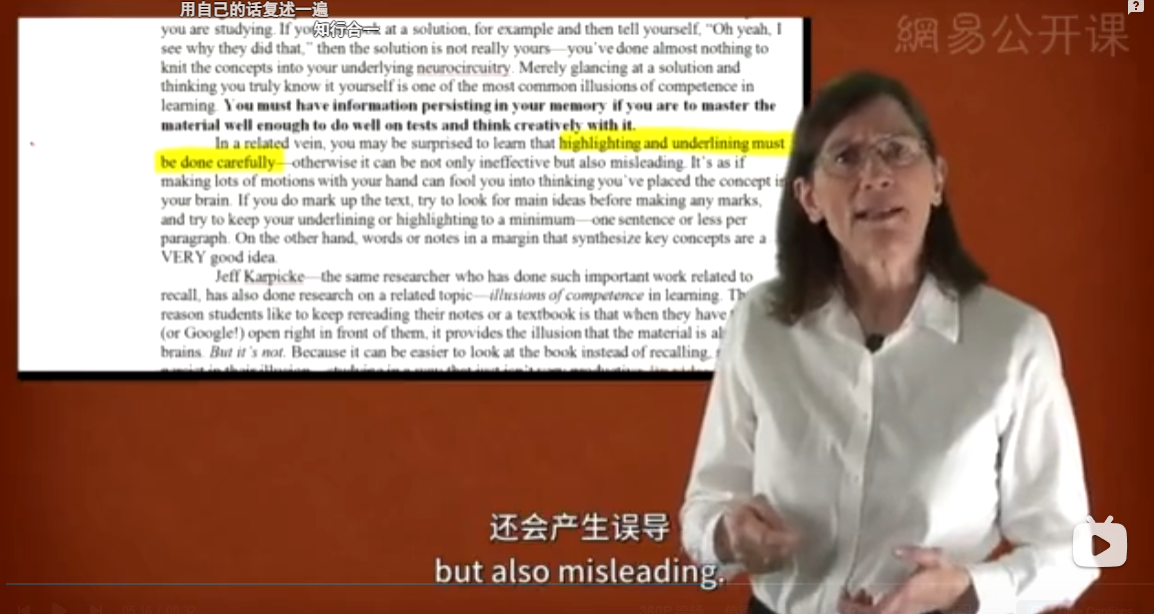 用自己的话复述一遍
知行合一
網易公开课
you are studying. If you at a solution, for example and then tell yourself, “Oh yeah, I
see why they did that,” then the solution is not really yours—you’ve done almost nothing to
knit the concepts into your underlying neurocircuitry. Merely glancing at a solution and
thinking you truly know it yourself is one of the most common illusions of competence in
learning. You must have information persisting in your memory if you are to master the
material well enough to do well on tests and think creatively with it.
In a related vein, you may be surprised to learn that highlighting and underlining must
be done carefully—otherwise it can be not only ineffective but also misleading. It’s as if
making lots of motions with your hand can fool you into thinking you’ve placed the concept in
your brain. If you do mark up the text, try to look for main ideas before making any marks,
and try to keep your underlining or highlighting to a minimum—one sentence or less per
paragraph. On the other hand, words or notes in a margin that synthesize key concepts are a
VERY good idea.
Jeff Karpicke—the same researcher who has done such important work related to
recall, has also done research on a related topic—illusions of competence in learning. Th
reason students like to keep rereading their notes or a textbook is that when they have
(or Google!) open right in front of them, it provides the illusion that the material is al
brains. But it’s not. Because it can be easier to look at the book instead of recalling,
还会产生误导
but also misleading.